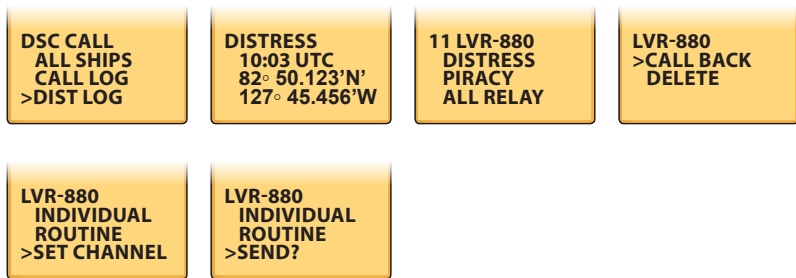 DSC CALL
ALL SHIPS
CALL LOG
>DIST LOG
DISTRESS
10:03 UTC
82◦ 50.123’N’
127◦ 45.456’W
11 LVR-880
DISTRESS
PIRACY
ALL RELAY
LVR-880
>CALL BACK
DELETE
LVR-880
INDIVIDUAL
ROUTINE
>SET CHANNEL
LVR-880
INDIVIDUAL
ROUTINE
>SEND?